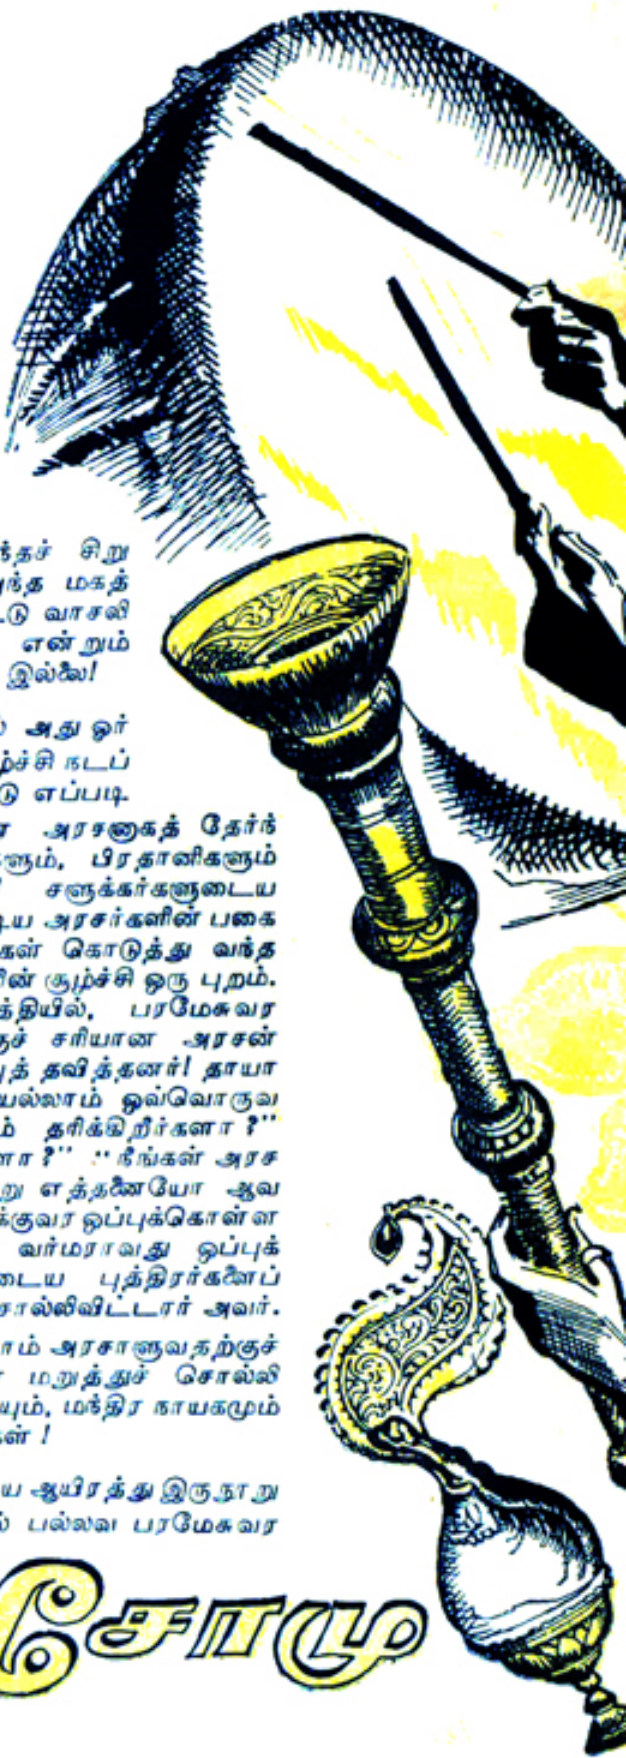 ந்தச் சிறு
ந்த மகத்
டு வாசலி
என்றும்
இல்லை!
அது ஓர்
ழ்ச்சி நடப்
டு எப்படி
அரசனாகத் தேர்ந்
களும், பிரதானிகளும்
சளுக்கர்களுடைய
டிய அரசர்களின் பகை
கள் கொடுத்து வந்த
ரின் சூழ்ச்சி ஒரு புறம்.
த்தியில், பரமேசுவர
குச் சரியான அரசன்
புத் தவித்தனர்! தாயா
யெல்லாம் ஒவ்வொருவ
ம் தரிக்கிறீர்களா?"
ளா?" "நீங்கள் அரச
று எத்தனையோ ஆவ
க்குவர ஒப்புக்கொள்ள
வர்மராவது ஒப்புக்
டைய புத்திரர்களைப்
சொல்லிவிட்டார் அவர்.
ாம் அரசாளுவதற்குச்
மறுத்துச் சொல்லி
யும், மந்திர நாயகமும்
கள்!
ய ஆயிரத்து இருநூறு
ல் பல்லவ பரமேசுவர
சோமு